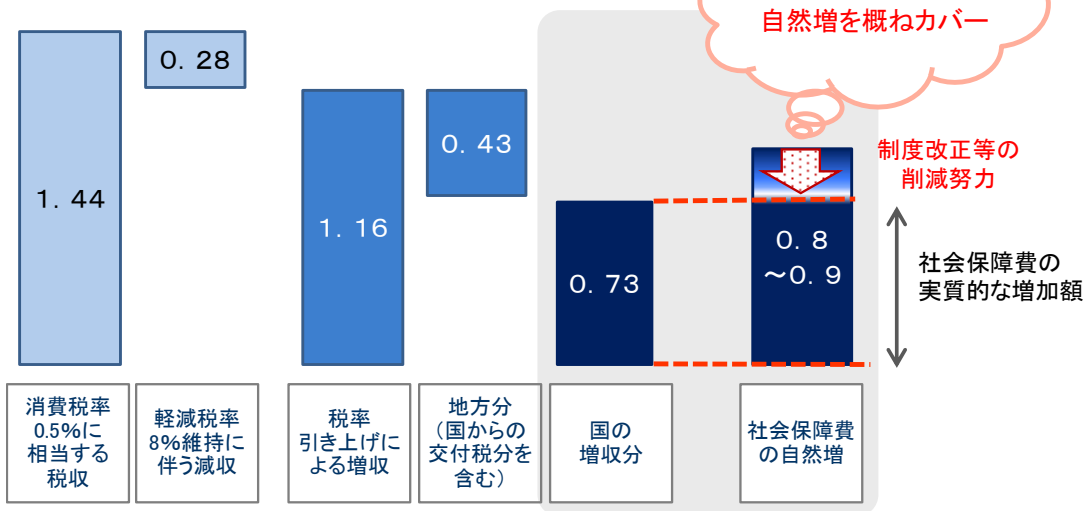 自然増を概ねカバー
1.44
0.28
1.16
0.43
0.73
0.8
~0.9
制度改正等の
削減努力
社会保障費の
実質的な増加額
消費税率
0.5%に
相当する
税収
軽減税率
8%維持に
伴う減収
税率
引き上げに
よる増収
地方分
(国からの
交付税分を
含む)
国の
増収分
社会保障費
の自然増